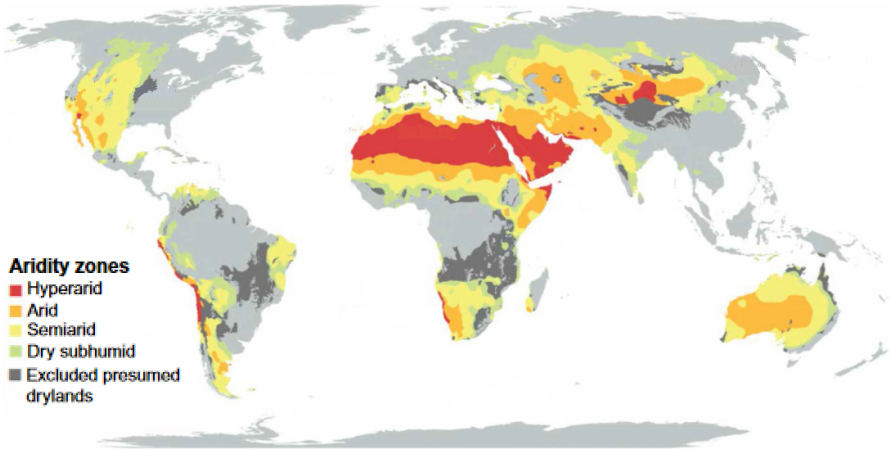 Aridity zones
Hyperarid
Arid
Semiarid
Dry subhumid
Excluded presumed
drylands